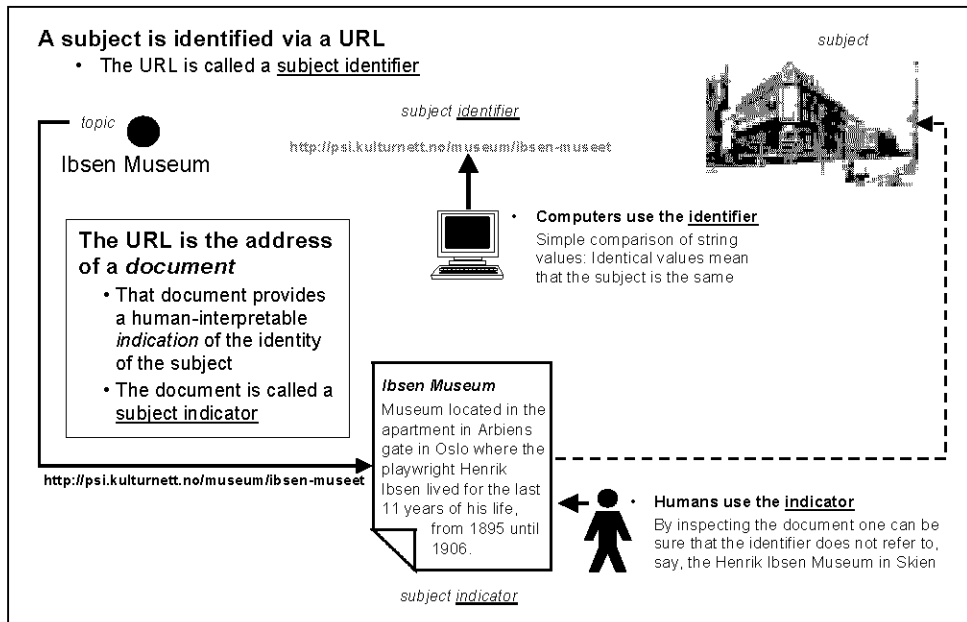 A subject is identified via a URL
• The URL is called a subject identifier
subject
topic
Ibsen Museum
subject identifier
http://psi.kulturnett.no/museum/ibsen-museet
• Computers use the identifier
Simple comparison of string
values: Identical values mean
that the subject is the same
The URL is the address
of a document
• That document provides
a human-interpretable
indication of the identity
of the subject
• The document is called a
subject indicator
http://psi.kulturnett.no/museum/ibsen-museet
Ibsen Museum
Museum located in the
apartment in Arbiens
gate in Oslo where the
playwright Henrik
Ibsen lived for the last
11 years of his life,
from 1895 until
1906.
subject indicator
• Humans use the indicator
By inspecting the document one can be
sure that the identifier does not refer to,
say, the Henrik Ibsen Museum in Skien